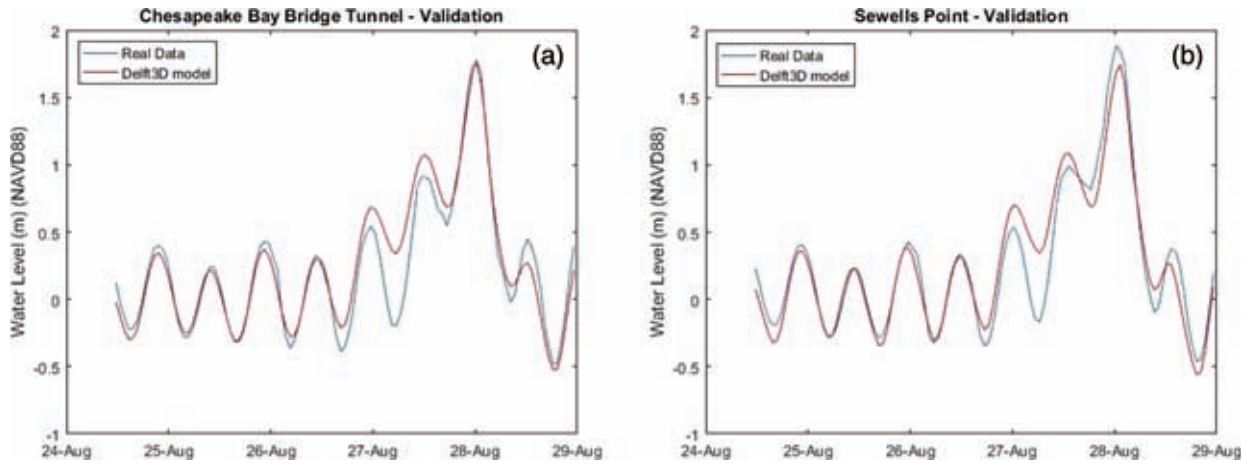 Chesapeake Bay Bridge Tunnel - Validation
2
1.5
1
0.5
0
-0.5
-1
Water Level (m) (NAVD88)
Real Data
Delft3D model
(a)
24-Aug 25-Aug 26-Aug 27-Aug 28-Aug 29-Aug
Sewells Point - Validation
2
1.5
1
0.5
0
-0.5
-1
Water Level (m) (NAVD88)
Real Data
Delft3D model
(b)
24-Aug 25-Aug 26-Aug 27-Aug 28-Aug 29-Aug